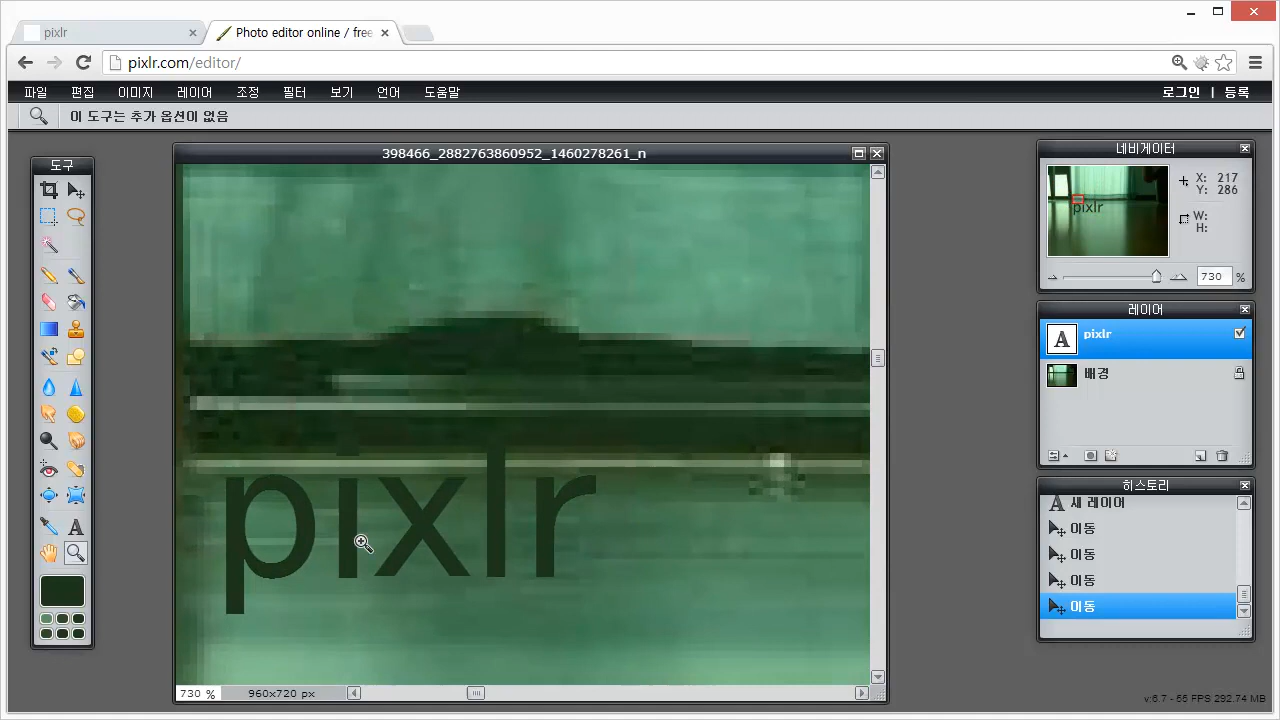 pixlr
Photo editor online / free
pixlr.com/editor/
파일 편집 이미지 레이어 조정 필터 보기 언어 도움말
로그인 | 등록
이 도구는 추가 옵션이 없음
도구
398466_2882763860952_1460278261_n
pixlr
730 %
960x720 px
네비게이터
pixlr
X: 217
Y: 286
W:
H:
730 %
레이어
A pixlr
배경
히스토리
A 새 레이어
이동
이동
이동
이동
v:6.7 - 55 FPS 292.74 MB